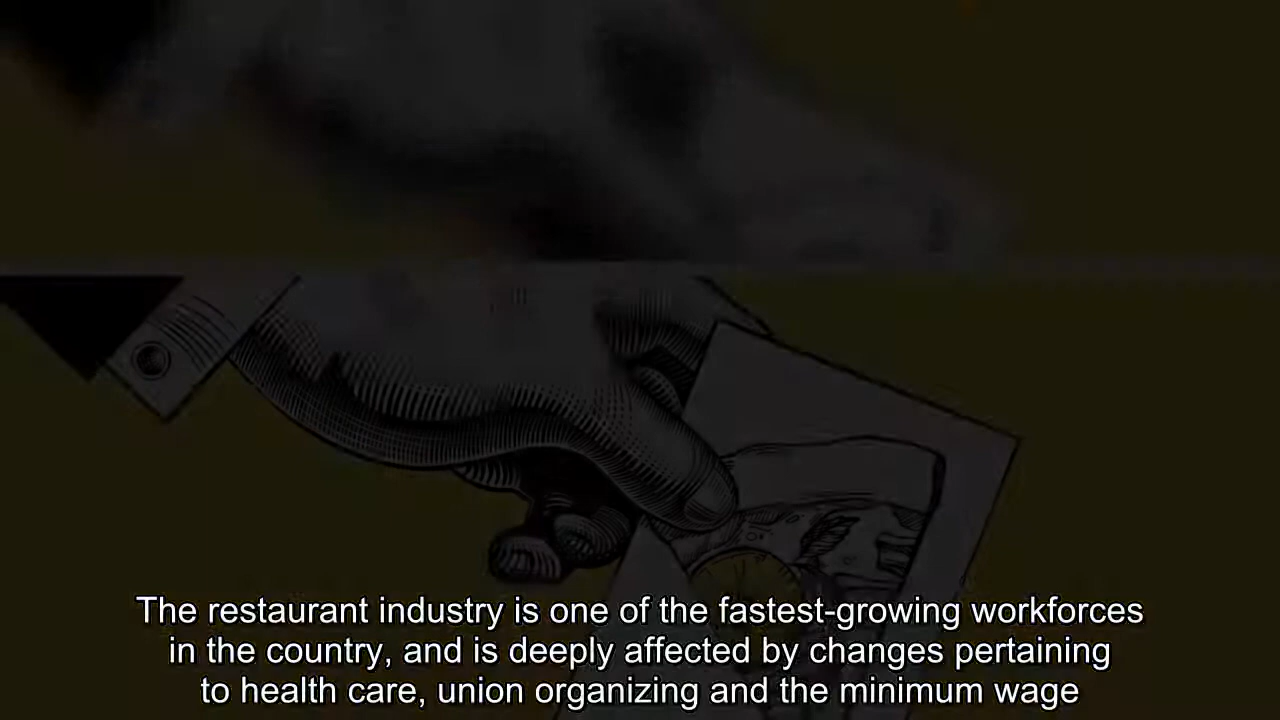 The restaurant industry is one of the fastest-growing workforces
in the country, and is deeply affected by changes pertaining
to health care, union organizing and the minimum wage